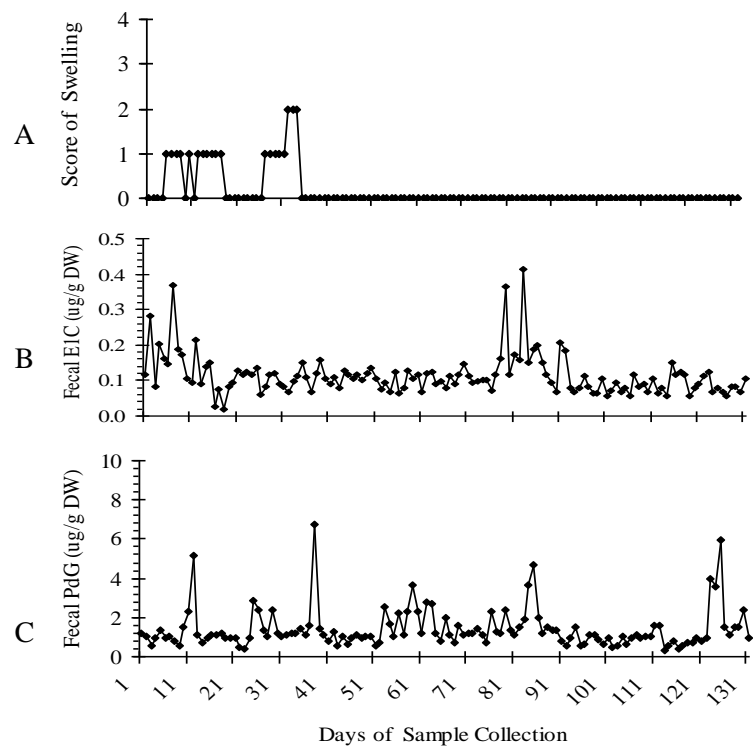 A
Score of Swelling
4
3
2
1
0
B
Fecal E1C (ug/g DW)
0.5
0.4
0.3
0.2
0.1
0.0
C
Fecal PdG (ug/g DW)
10
8
6
4
2
0
1 11 21 31 41 51 61 71 81 91 101 111 121 131
Days of Sample Collection